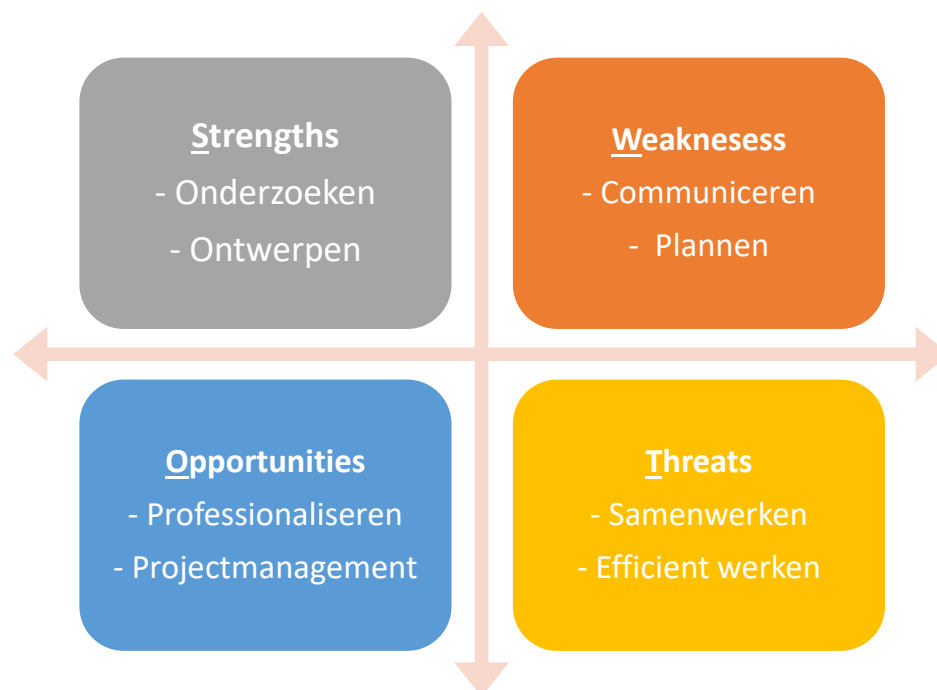 Strengths
- Onderzoeken
- Ontwerpen
Weaknesess
- Communiceren
- Plannen
Opportunities
- Professionaliseren
- Projectmanagement
Threats
- Samenwerken
- Efficient werken